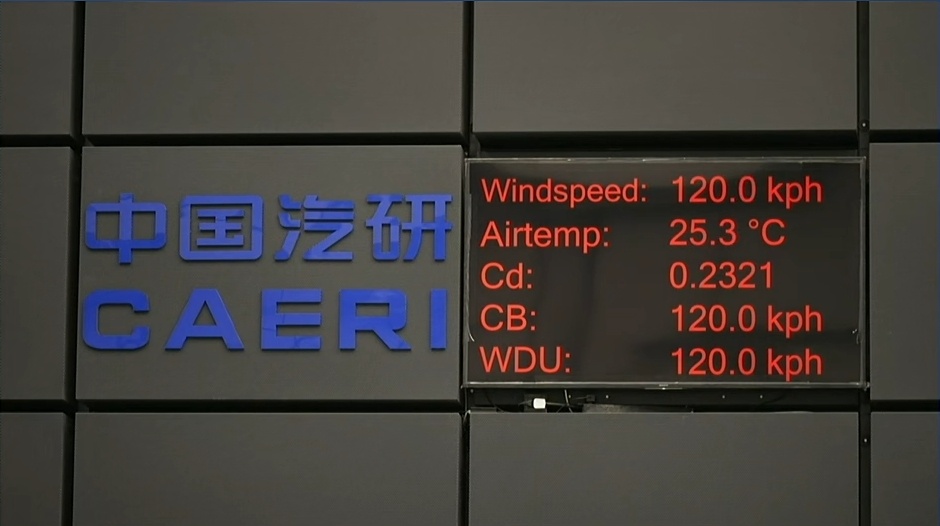 中国汽研
CAERI
Windspeed: 120.0 kph
Airtemp: 25.3 °C
Cd: 0.2321
CB: 120.0 kph
WDU: 120.0 kph